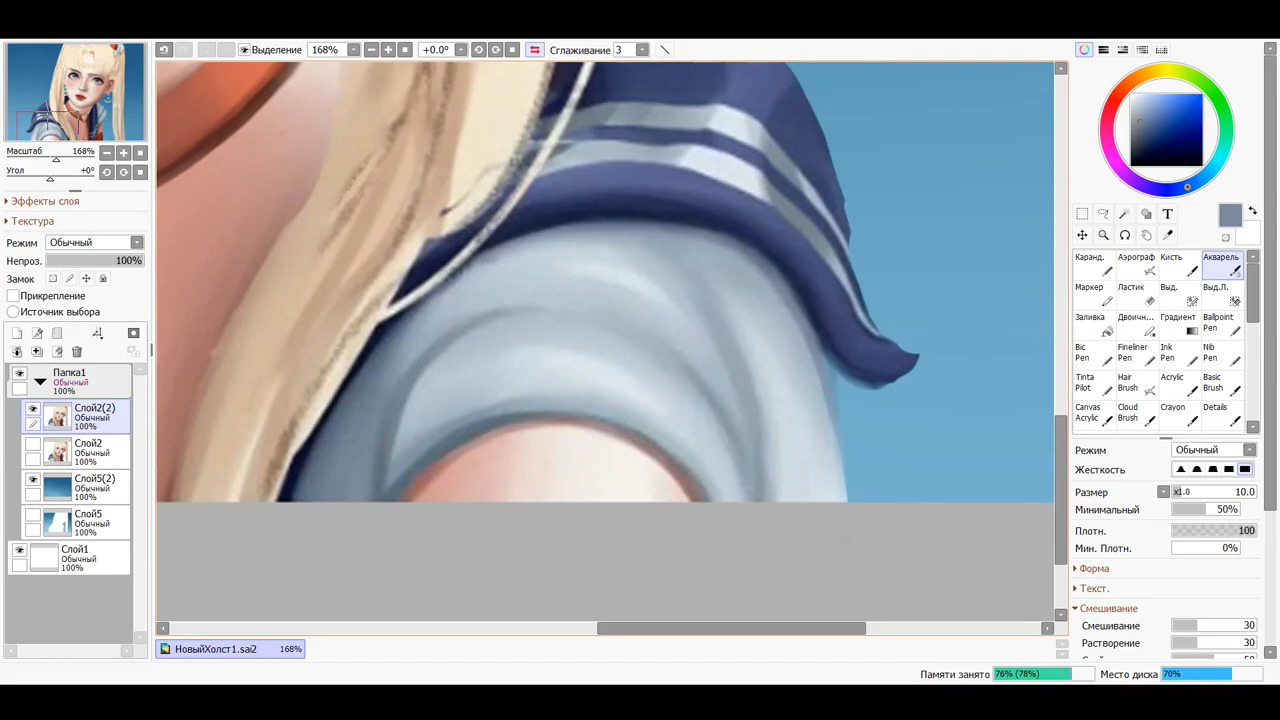 Выделение 168% +0.0° Сглаживание 3
Масштаб 168%
Угол +0°
Эффекты слоя
Текстура
Режим Обычный
Непроз. 100%
Замок
Прикрепление
Источник выбора
Папка1
Обычный
100%
Слой2(2)
Обычный
100%
Слой2
Обычный
100%
Слой5(2)
Обычный
100%
Слой5
Обычный
100%
Слой1
Обычный
100%
T
Каранд. Аэрограф Кисть Акварель
Маркер Ластик Выд. Выд.Л.
Заливка Двоичн... Градиент Ballpoint Pen
Bic Pen Fineliner Pen Ink Pen Nib Pen
Tinta Pilot Hair Brush Acrylic Basic Brush
Canvas Acrylic Cloud Brush Crayon Details
Режим Обычный
Жесткость
Размер x1.0 10.0
Минимальный 50%
Плотн. 100
Мин. Плотн. 0%
Форма
Текст.
Смешивание
Смешивание 30
Растворение 30
НовыйХолст1.sai2 168%
Памяти занято 76% (78%) Место диска 70%